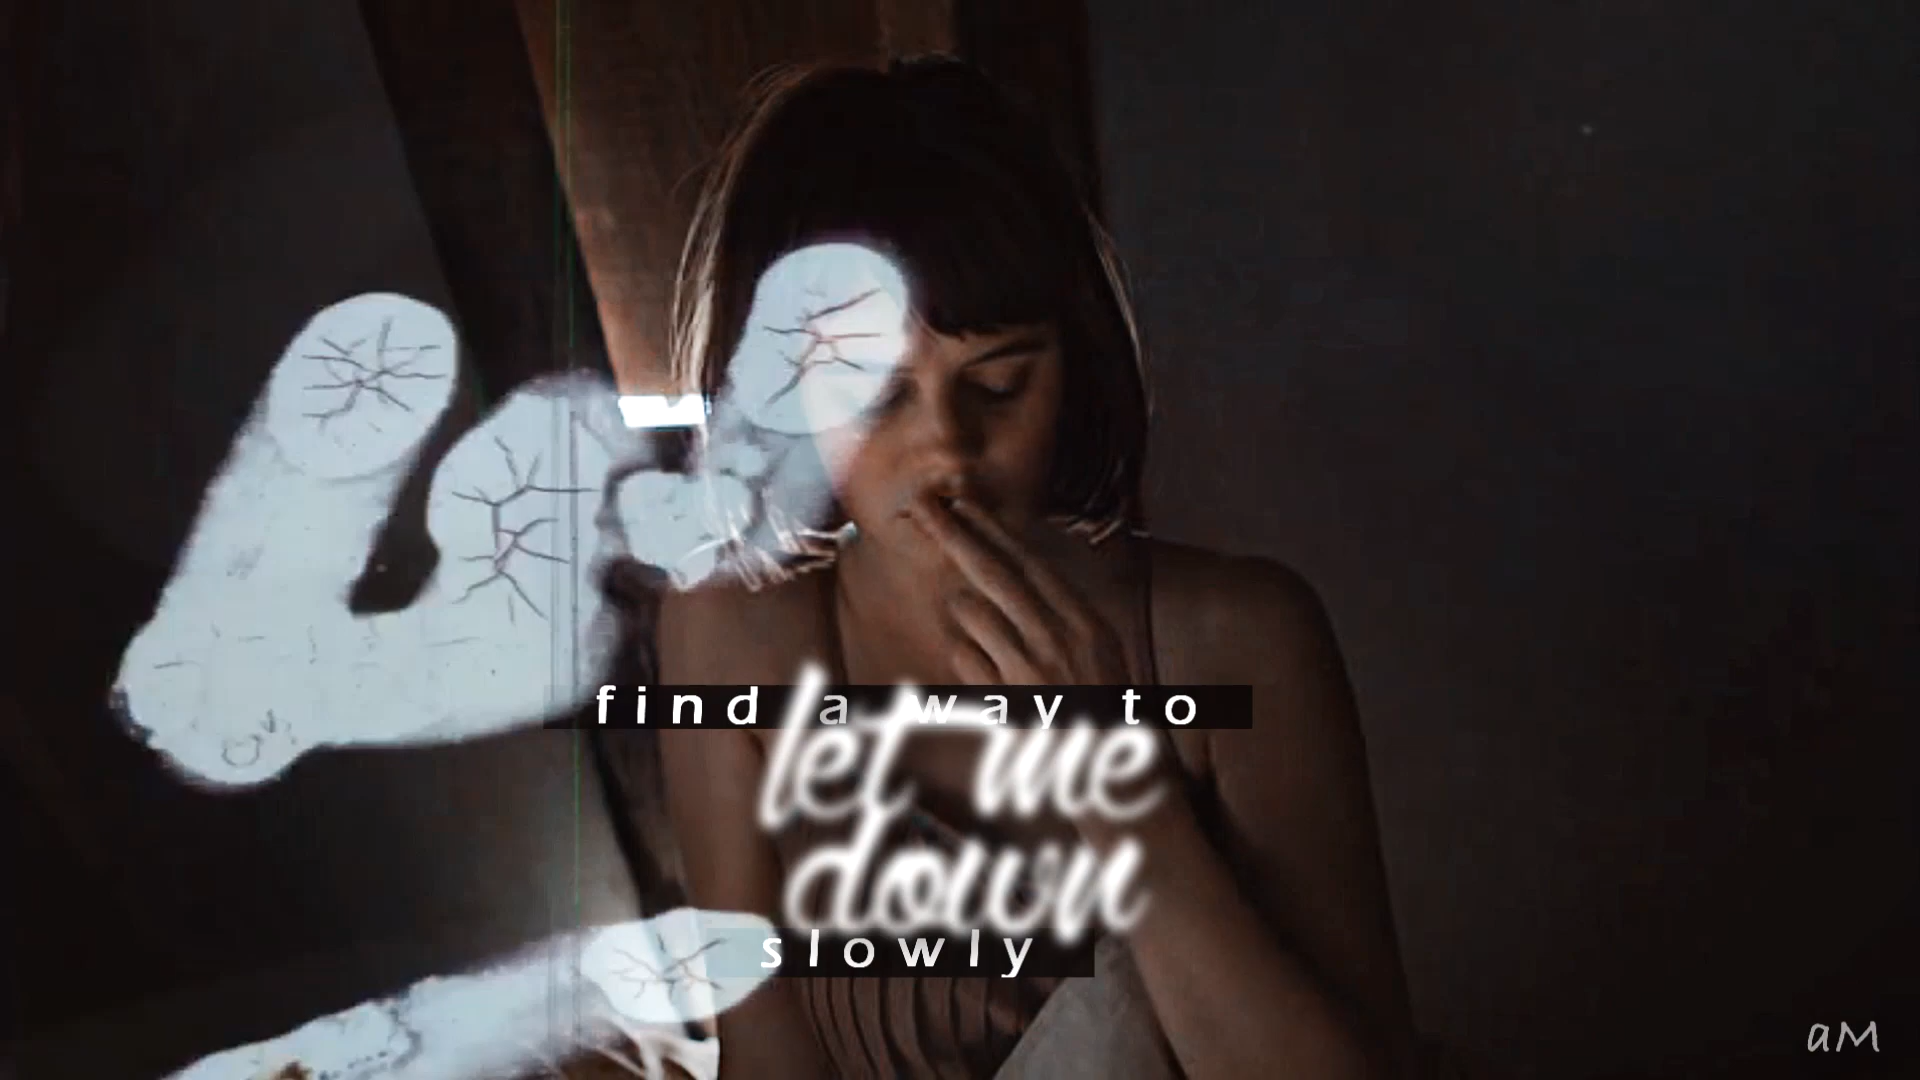 find a way to
let me
down
slowly
aM